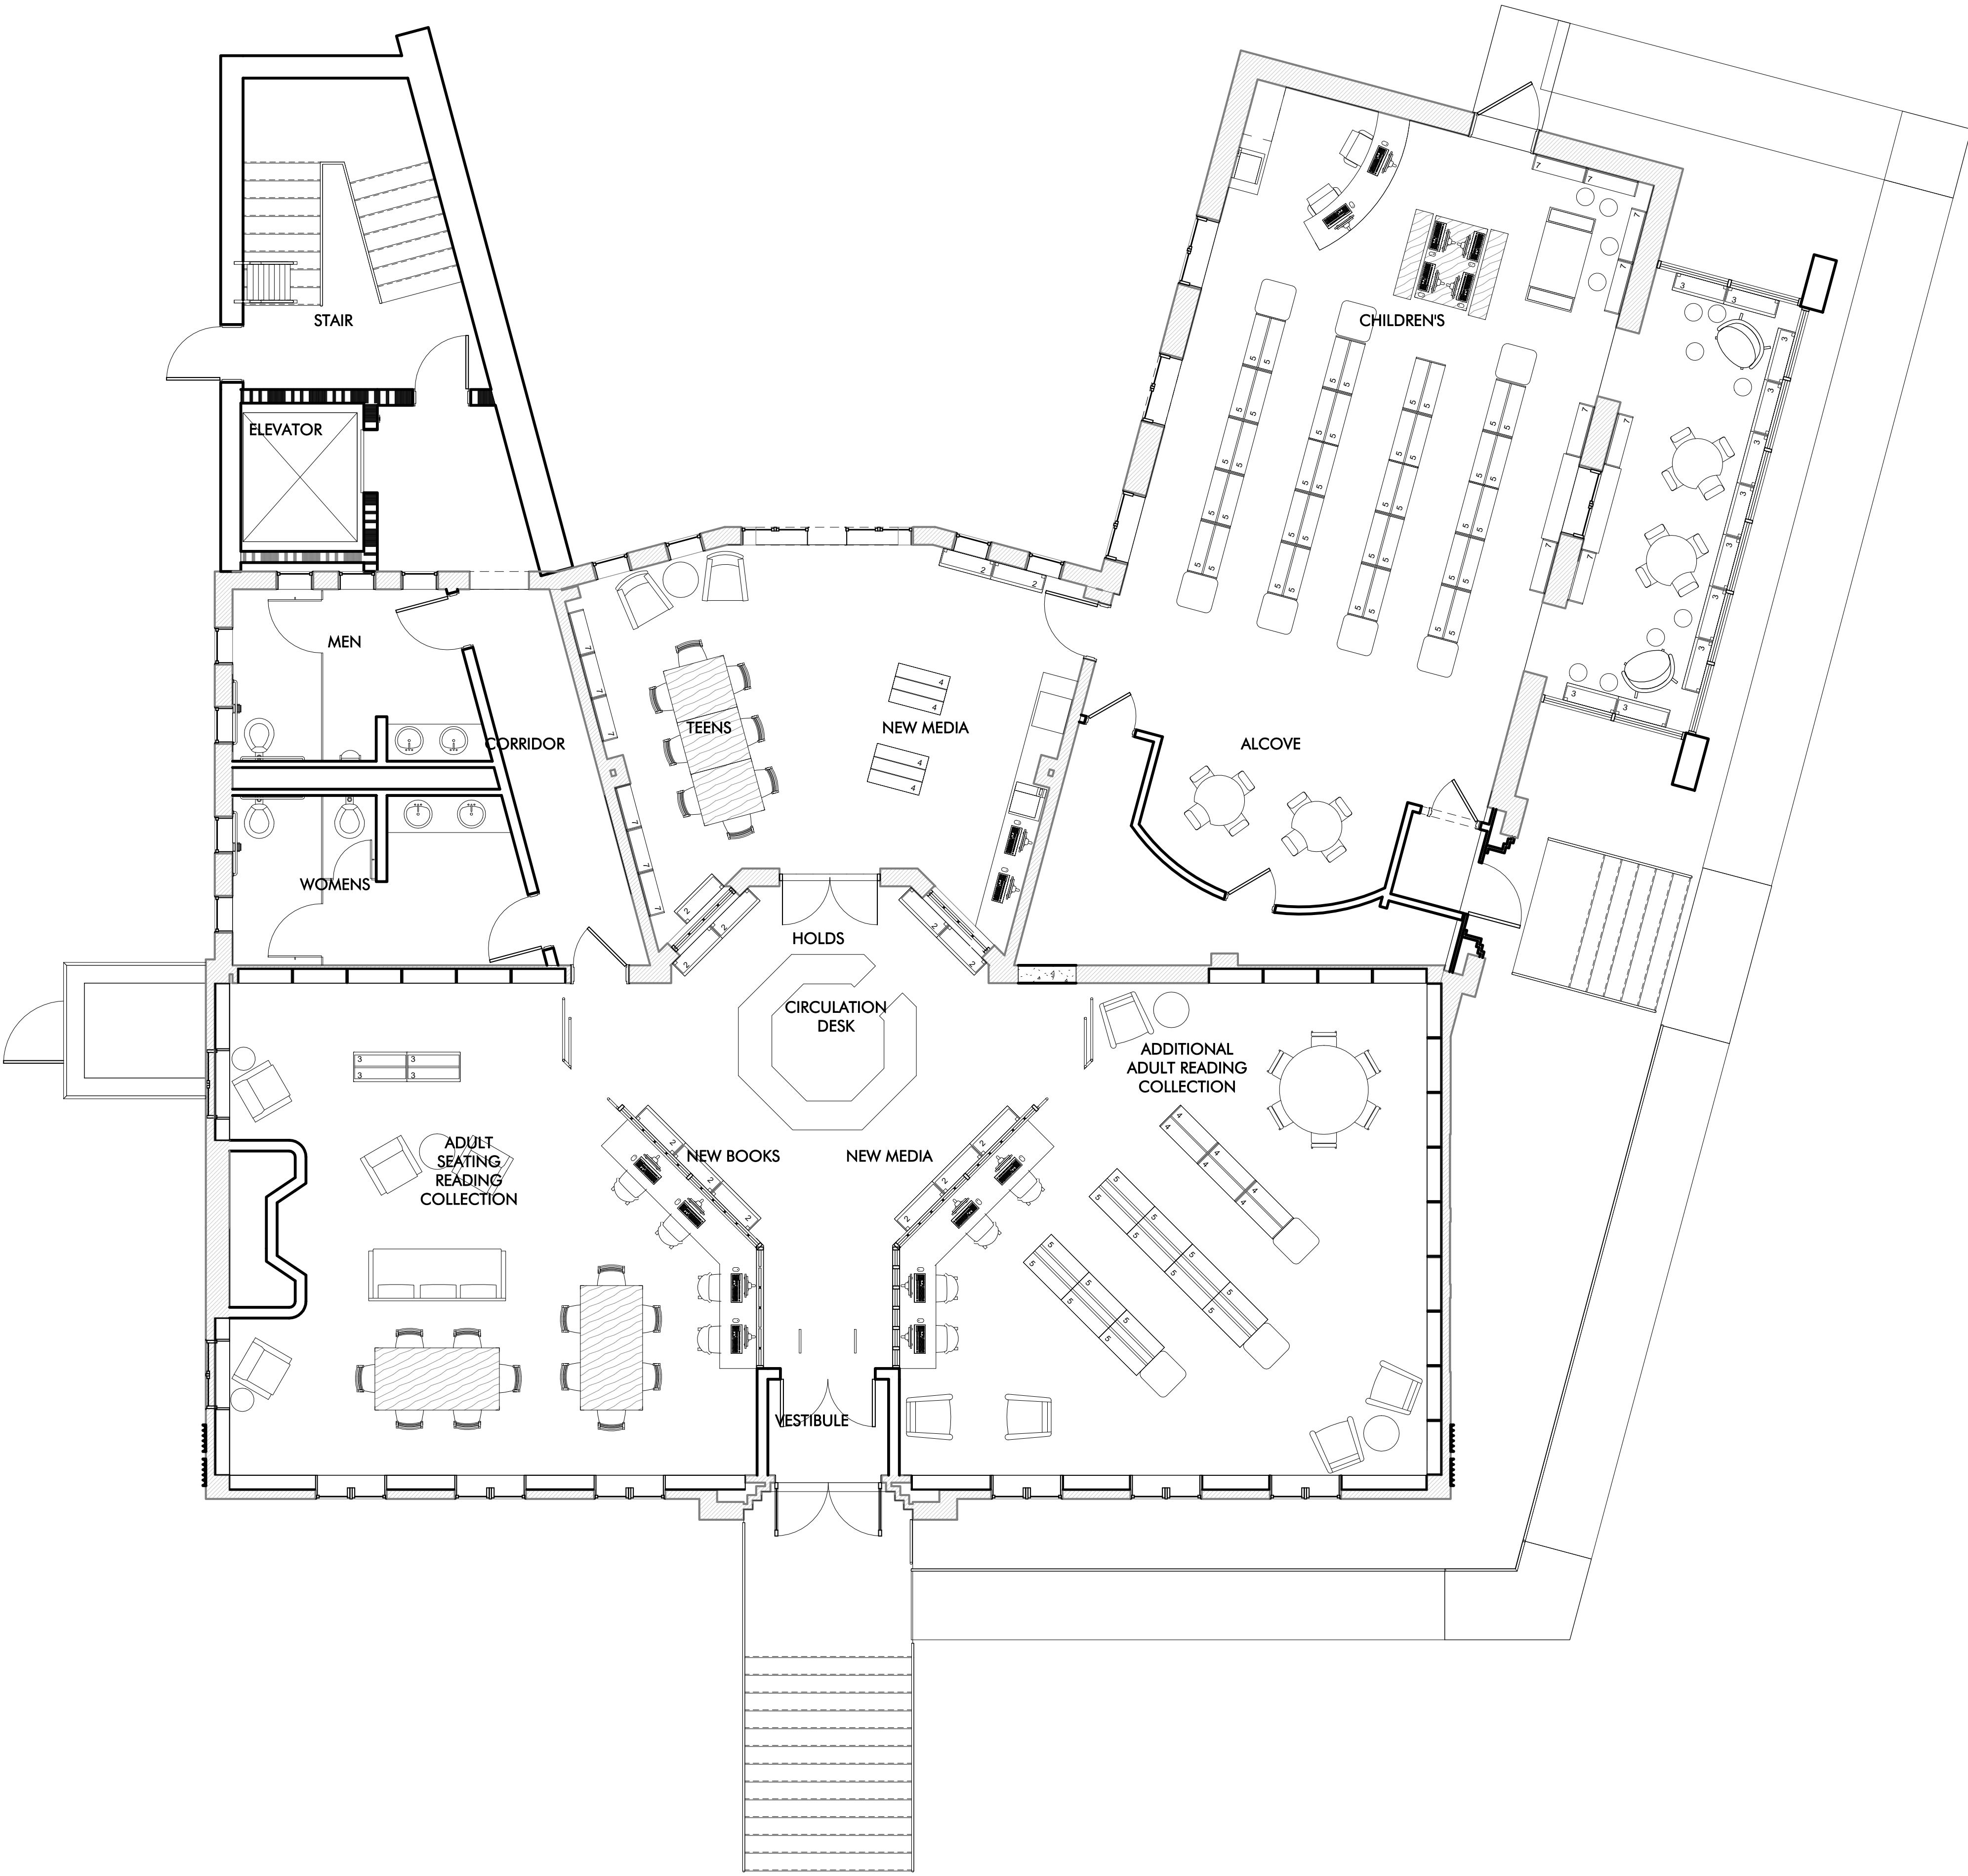 STAIR
CHILDREN'S
ELEVATOR
MEN
CORRIDOR
TEENS
NEW MEDIA
ALCOVE
WOMENS
HOLDS
CIRCULATION
DESK
ADDITIONAL
ADULT READING
COLLECTION
ADULT
SEATING
READING
COLLECTION
NEW BOOKS
NEW MEDIA
VESTIBULE